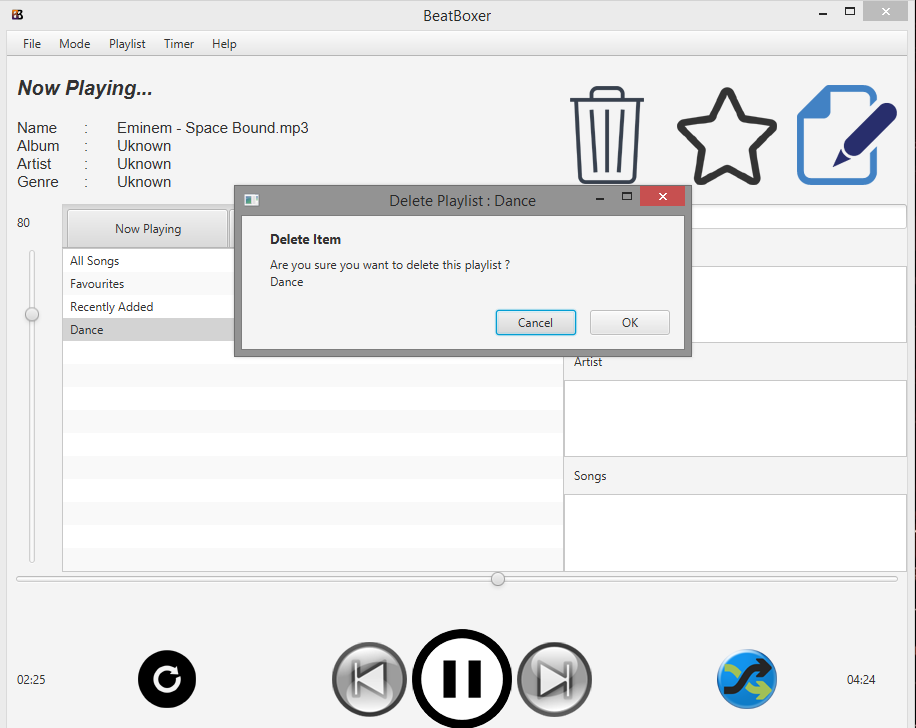 BeatBoxer
File Mode Playlist Timer Help
Now Playing...
Name : Eminem - Space Bound.mp3
Album : Uknown
Artist : Uknown
Genre : Uknown
80
Now Playing
All Songs
Favourites
Recently Added
Dance
Delete Playlist : Dance
Delete Item
Are you sure you want to delete this playlist ?
Dance
Cancel OK
Artist
Songs
02:25 04:24